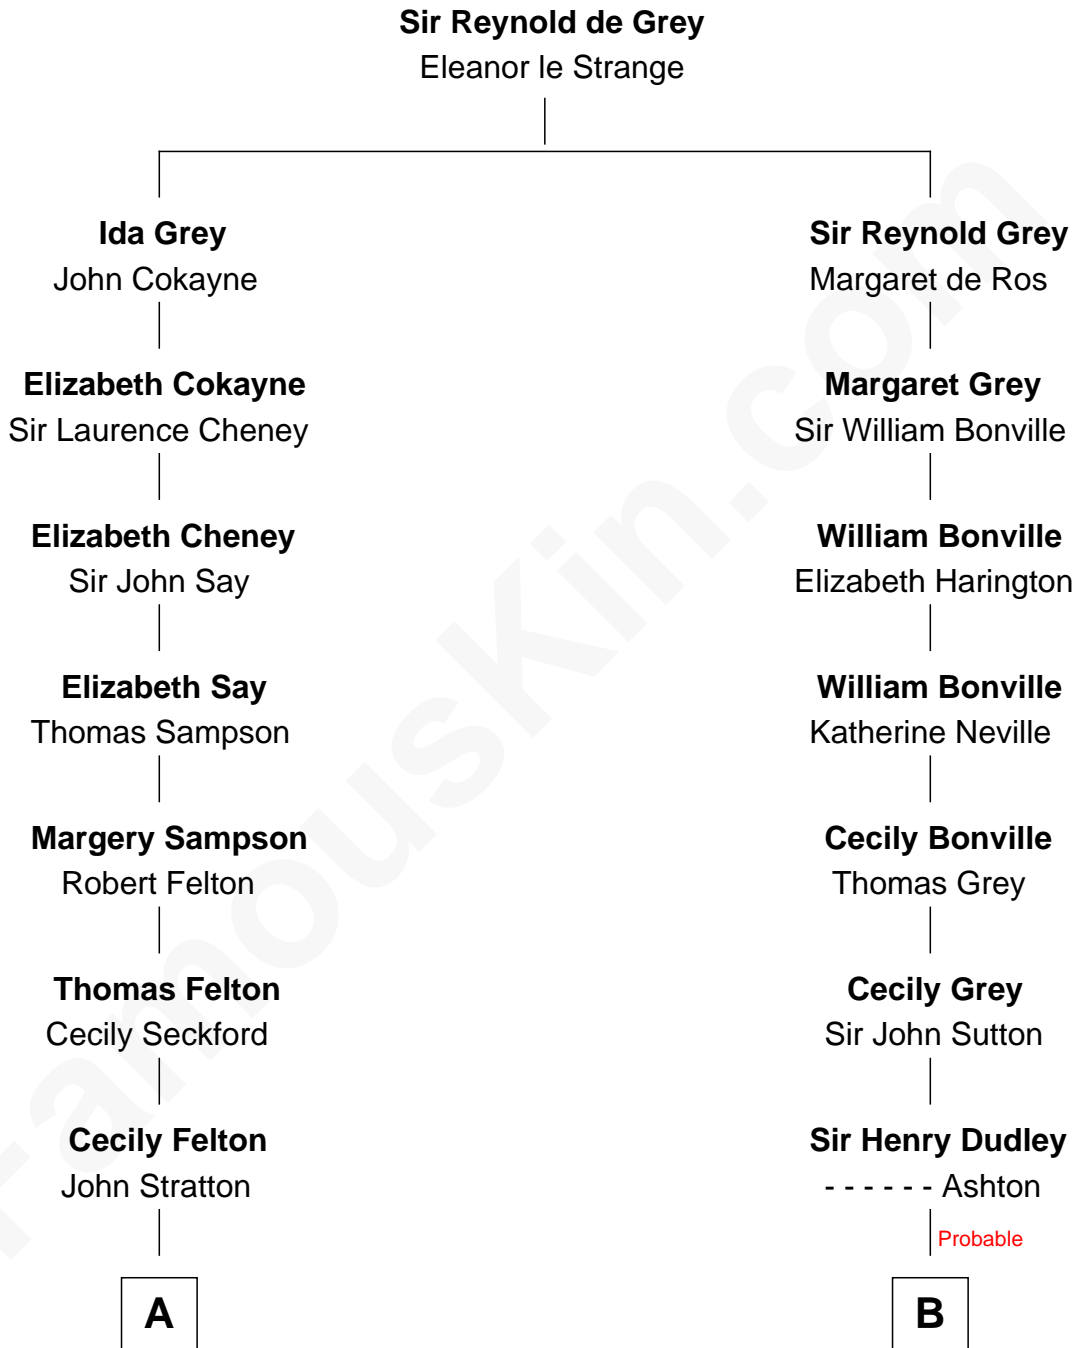 Sir Reynold de Grey
Eleanor le Strange
Ida Grey
John Cokayne
Sir Reynold Grey
Margaret de Ros
Elizabeth Cokayne
Sir Laurence Cheney
Margaret Grey
Sir William Bonville
Elizabeth Cheney
Sir John Say
William Bonville
Elizabeth Harington
Elizabeth Say
Thomas Sampson
William Bonville
Katherine Neville
Margery Sampson
Robert Felton
Cecily Bonville
Thomas Grey
Thomas Felton
Cecily Seckford
Cecily Grey
Sir John Sutton
Cecily Felton
John Stratton
Sir Henry Dudley
- - - - - - Ashton
Probable
A
B
FamousKin.com